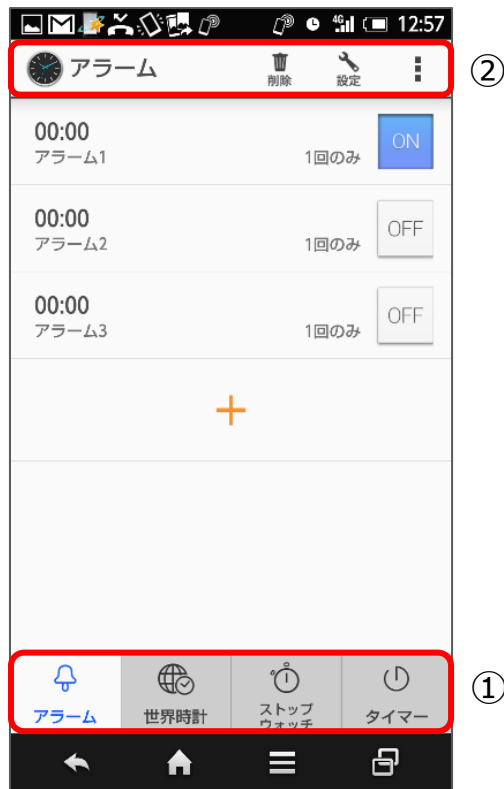 4G 12:57
アラーム 削除 設定 ②
00:00
アラーム1 1回のみ ON
00:00
アラーム2 1回のみ OFF
00:00
アラーム3 1回のみ OFF
+
①
アラーム 世界時計 ストップ
ウォッチ タイマー